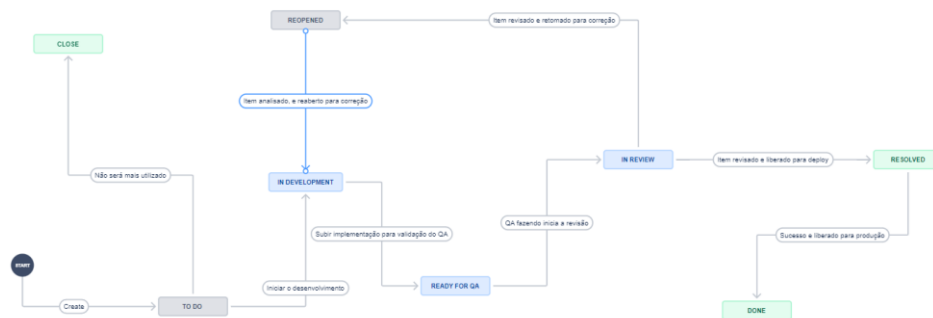 REOPENED
Item revisado e retornado para correção
CLOSE
Item analisado, e reaberto para correção
IN REVIEW
Item revisado e liberado para deploy
RESOLVED
Não será mais utilizado
IN DEVELOPMENT
QA fazendo inicia a revisão
Subir implementação para validação do QA
Sucesso e liberado para produção
START
READY FOR QA
Iniciar o desenvolvimento
Create
TO DO
DONE